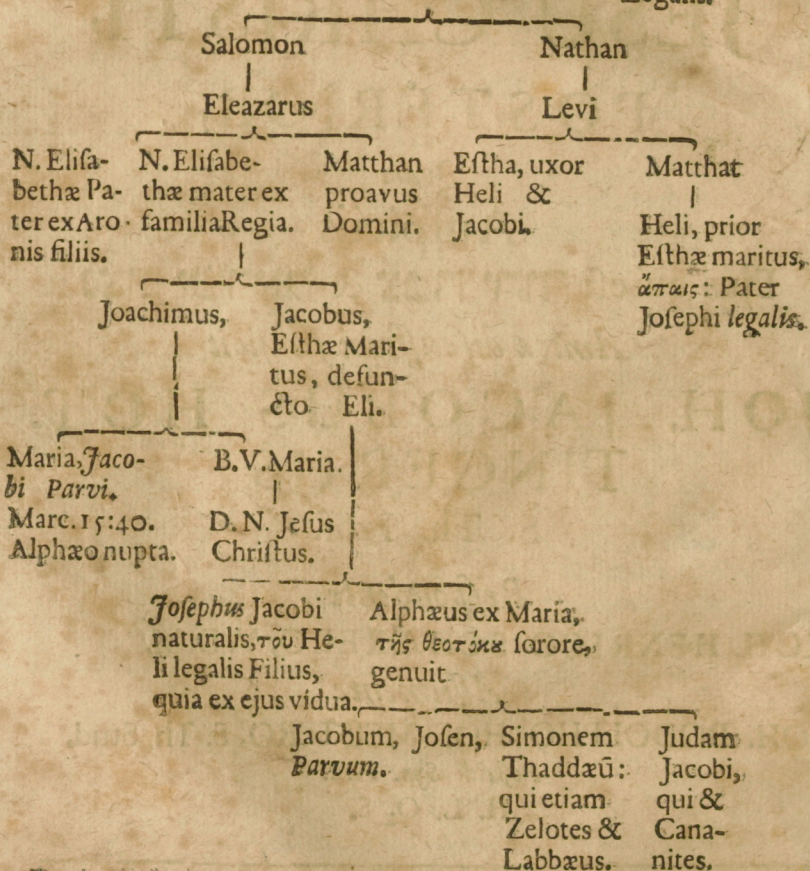 Salomon Nathan
Eleazarus Levi
N. Eliſa- N. Eliſabe- Matthan Eſtha, uxor Matthat
bethæ Pa- thæ mater ex proavus Heli &
ter ex Aro- familia Regia. Domini. Jacobi. Heli, prior
nis filiis. Eſthæ maritus,
ἄπαις: Pater
Joachimus, Jacobus, Joſephi legalis.
Eſthæ Mari-
tus, defun-
cto Eli.
Maria, Jaco- B. V. Maria.
bi Parvi.
Marc. 15:40. D. N. Jeſus
Alphæo nupta. Chriſtus.
Joſephus Jacobi Alphæus ex Maria,
naturalis, τοῦ He- τῆς θεοτόκȣ ſorore,
li legalis Filius, genuit
quia ex ejus vidua.
Jacobum, Joſen, Simonem Judam
Parvum. Thaddæū: Jacobi,
qui etiam qui &
Zelotes & Cana-
Labbæus. nites.